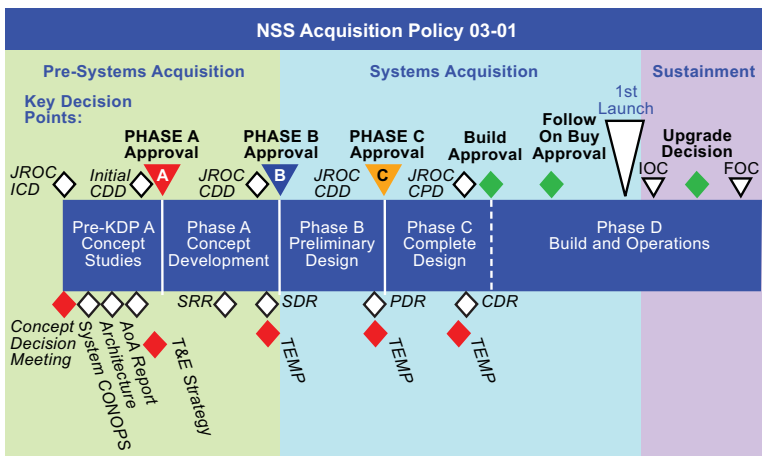 NSS Acquisition Policy 03-01
Pre-Systems Acquisition
Systems Acquisition
Sustainment
Key Decision
Points:
1st
Launch
PHASE A
Approval
PHASE B
Approval
PHASE C
Approval
Build
Approval
Follow
On Buy
Approval
Upgrade
Decision
JROC
ICD
Initial
CDD
A
JROC
CDD
B
JROC
CDD
C
JROC
CPD
IOC
FOC
Pre-KDP A
Concept
Studies
Phase A
Concept
Development
Phase B
Preliminary
Design
Phase C
Complete
Design
Phase D
Build and Operations
SRR
SDR
PDR
CDR
Concept
Decision
Meeting
System CONOPS
Architecture
AoA Report
T&E Strategy
TEMP
TEMP
TEMP